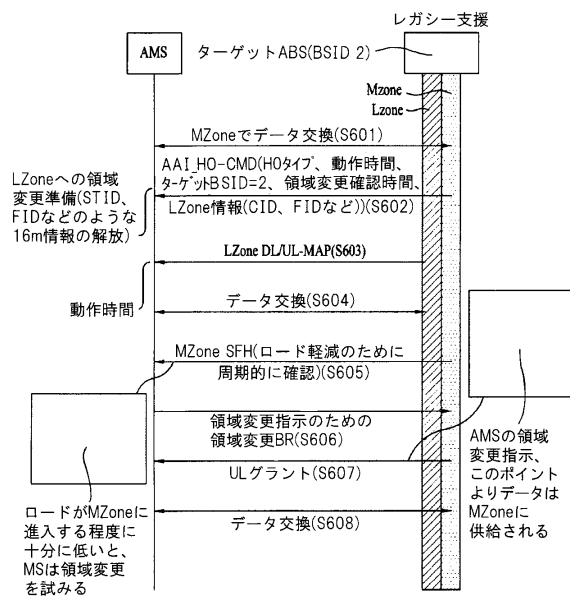 レガシー支援
AMS
ターゲットABS(BSID 2)
Mzone
Lzone
MZoneでデータ交換(S601)
AAI_HO-CMD(HOタイプ、動作時間、
ターゲットBSID=2、領域変更確認時間、
LZone情報(CID、FIDなど))(S602)
LZoneへの領域
変更準備(STID、
FIDなどのような
16m情報の解放)
LZone DL/UL-MAP(S603)
動作時間
データ交換(S604)
MZone SFH(ロード軽減のために
周期的に確認)(S605)
領域変更指示のための
領域変更BR(S606)
ULグラント(S607)
AMSの領域
変更指示、
このポイント
よりデータは
MZoneに
供給される
データ交換(S608)
ロードがMZoneに
進入する程度に
十分に低いと、
MSは領域変更
を試みる